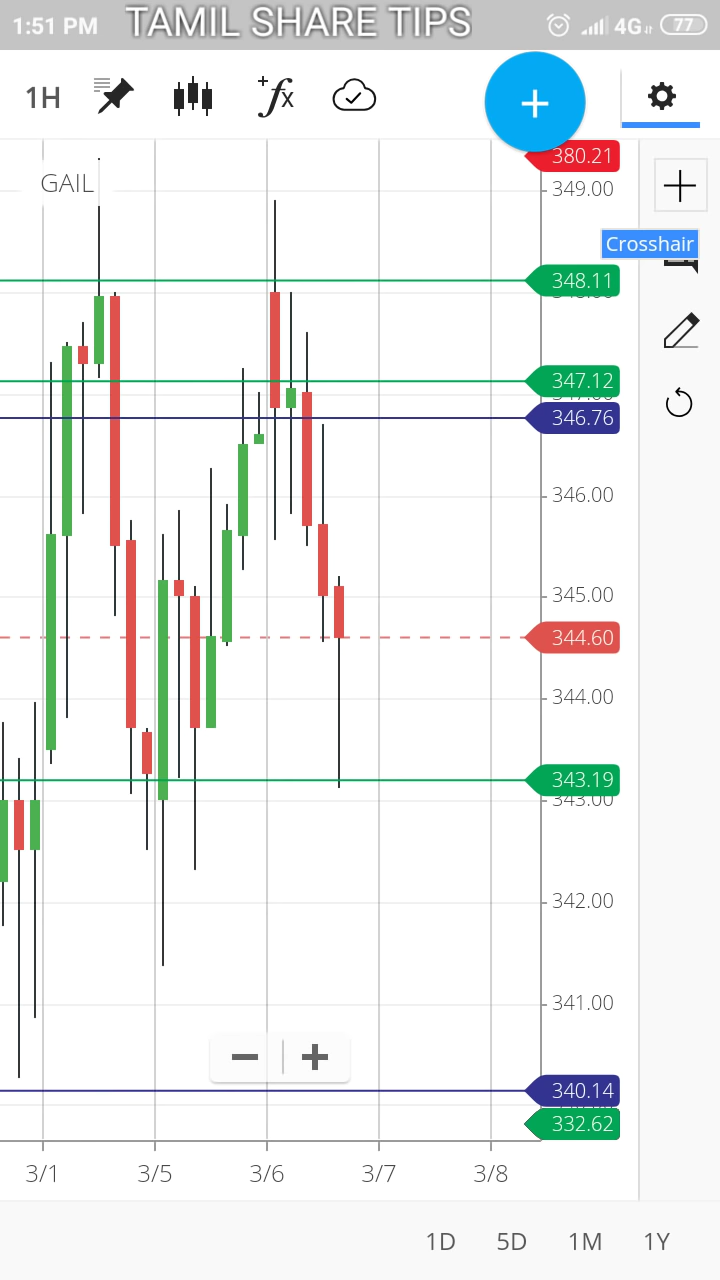 1:51 PM TAMIL SHARE TIPS 4G 77
1H fx
380.21
GAIL
349.00
Crosshair
348.11
347.12
346.76
346.00
345.00
344.60
344.00
343.19
343.00
342.00
341.00
340.14
332.62
3/1 3/5 3/6 3/7 3/8
1D 5D 1M 1Y